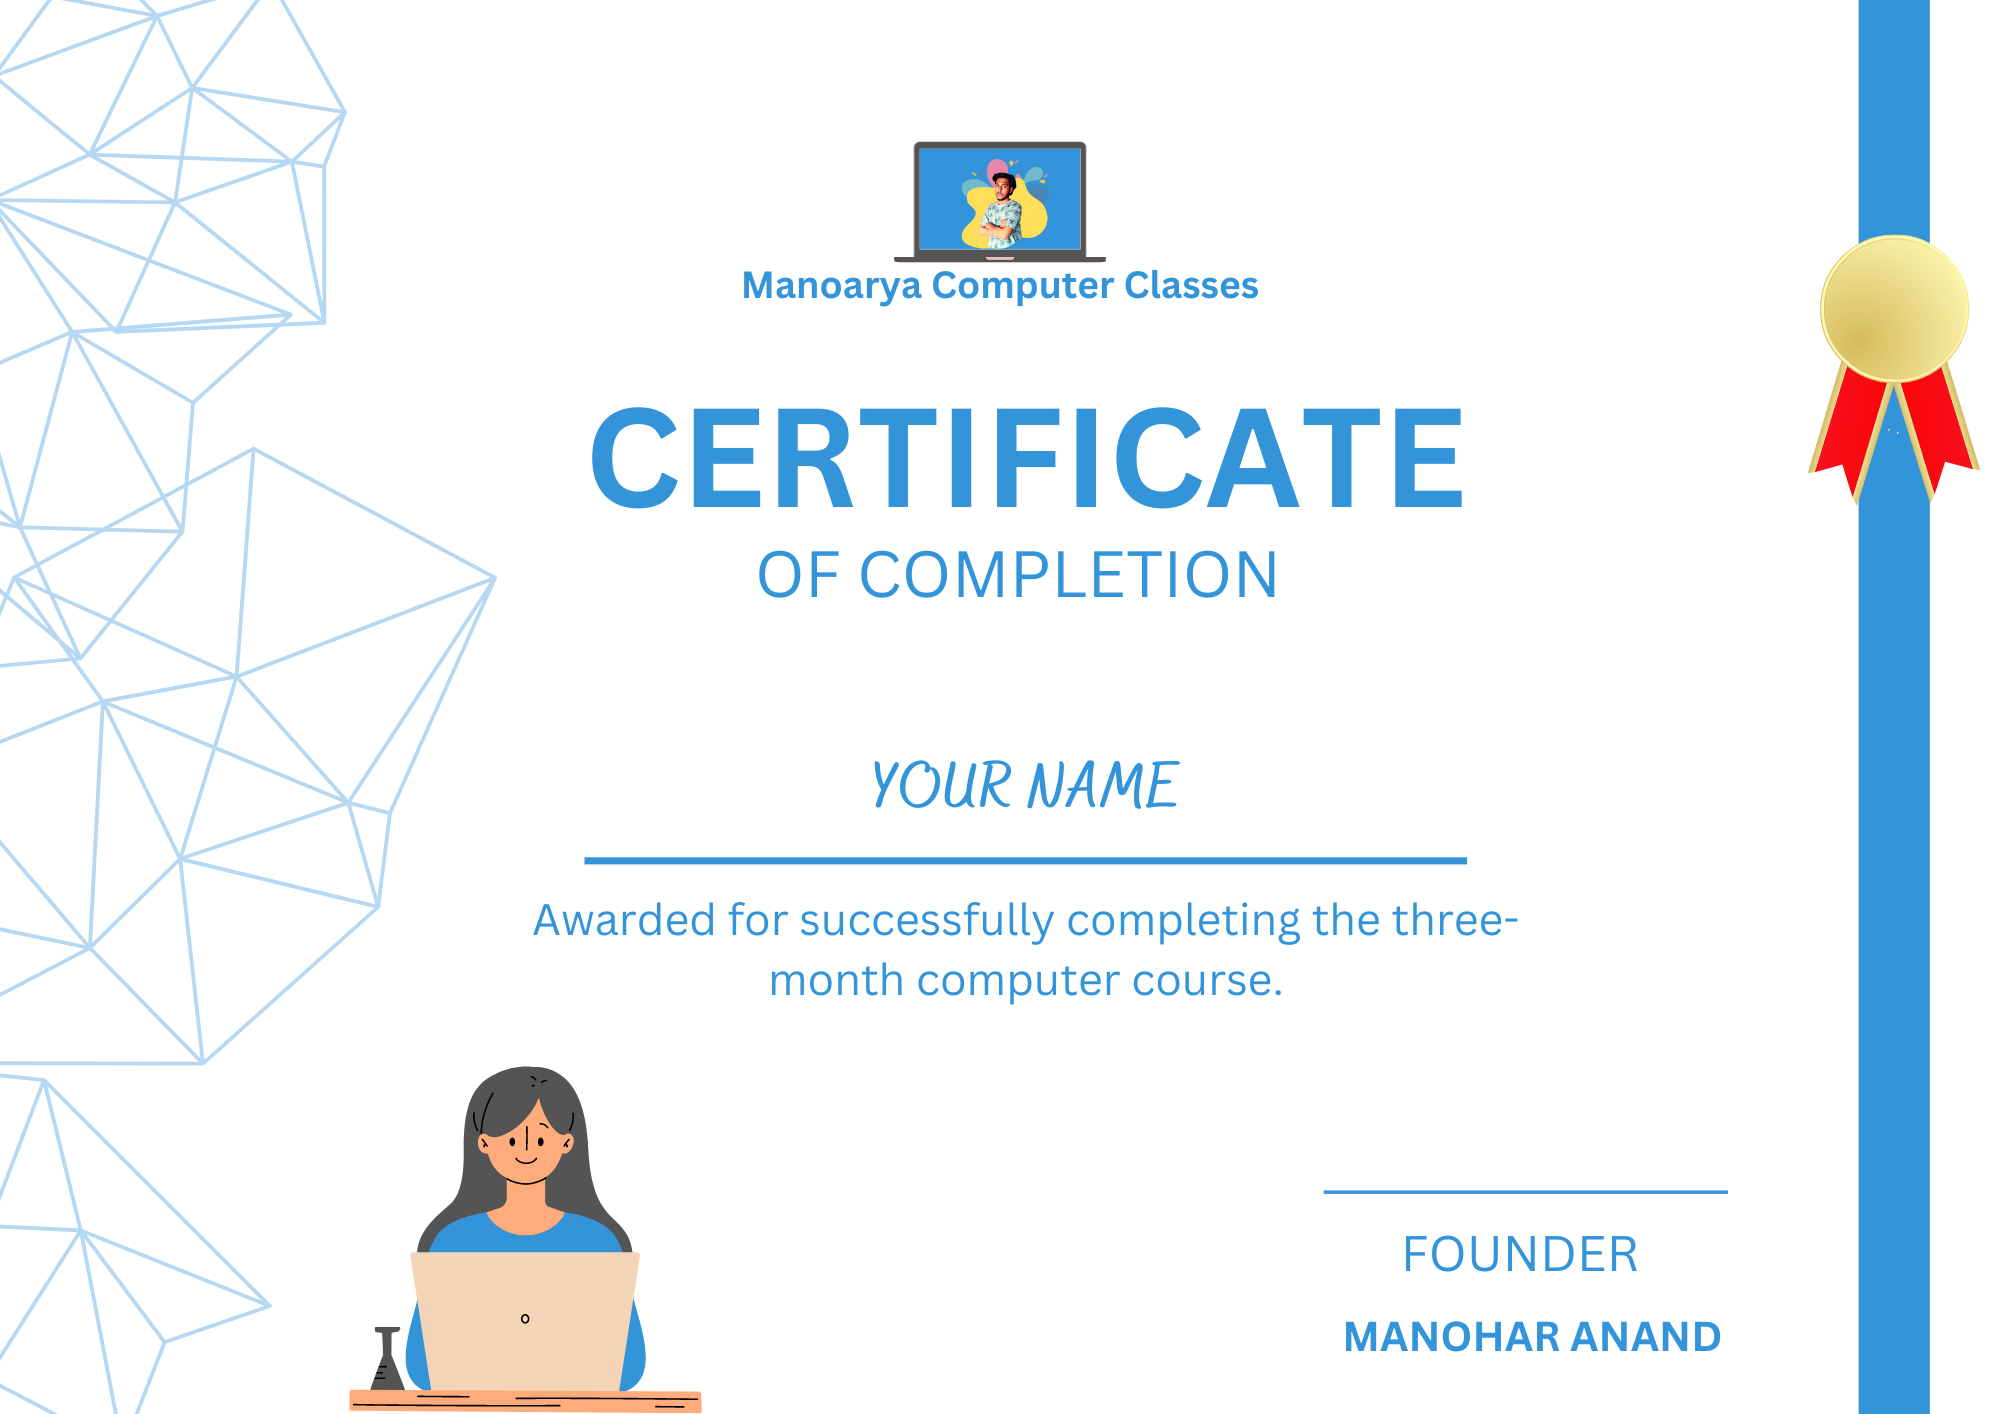 Manoarya Computer Classes
CERTIFICATE
OF COMPLETION
YOUR NAME
Awarded for successfully completing the three-
month computer course.
FOUNDER
MANOHAR ANAND